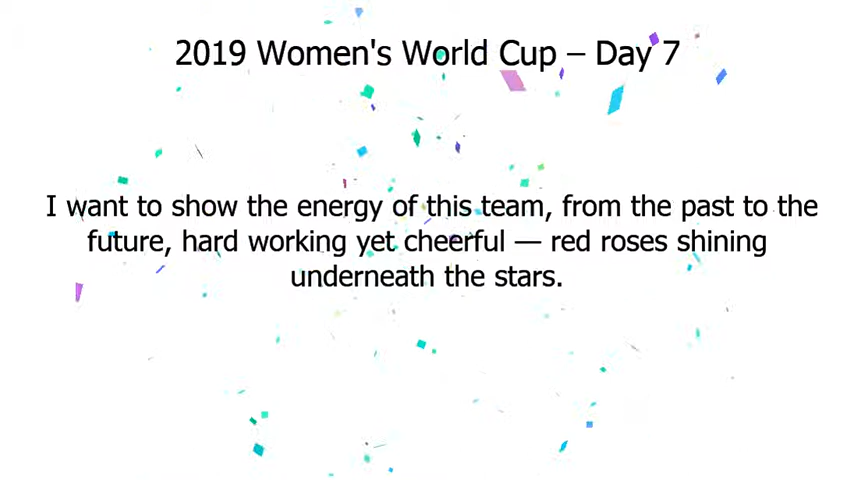 2019 Women's World Cup – Day 7
I want to show the energy of this team, from the past to the
future, hard working yet cheerful — red roses shining
underneath the stars.